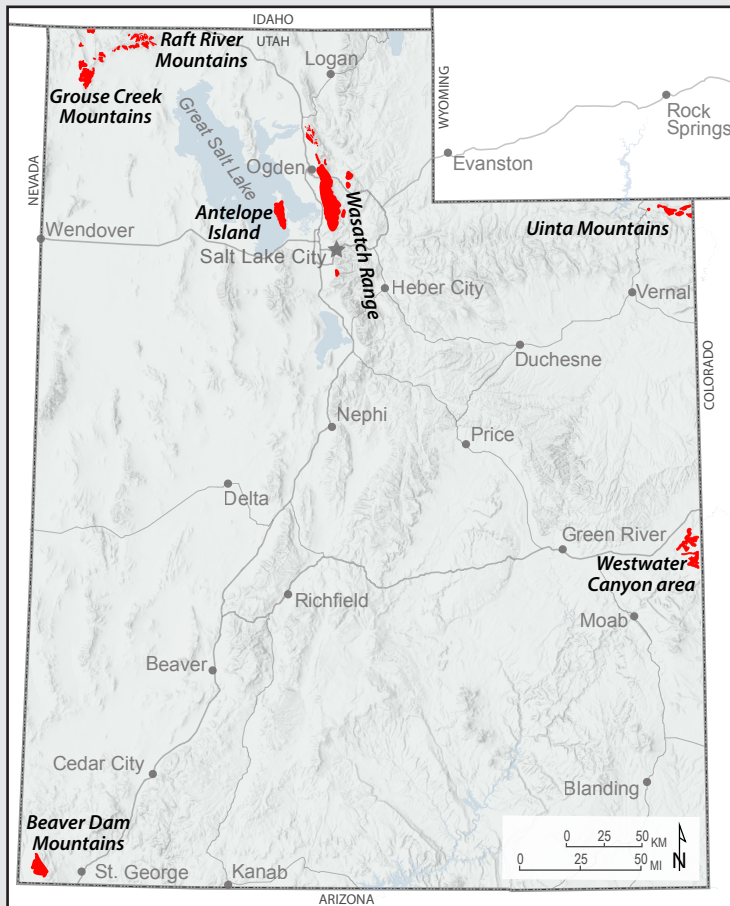 IDAHO
UTAH
Raft River
Mountains
Logan
WYOMING
Grouse Creek
Mountains
Rock
Springs
Great Salt Lake
Evanston
Ogden
NEVADA
Wasatch Range
Antelope
Island
Uinta Mountains
Wendover
Salt Lake City
Heber City
Vernal
Duchesne
COLORADO
Nephi
Price
Delta
Green River
Westwater
Canyon area
Richfield
Moab
Beaver
Cedar City
Blanding
Beaver Dam
Mountains
0 25 50 KM
0 25 50 MI
N
St. George
Kanab
ARIZONA